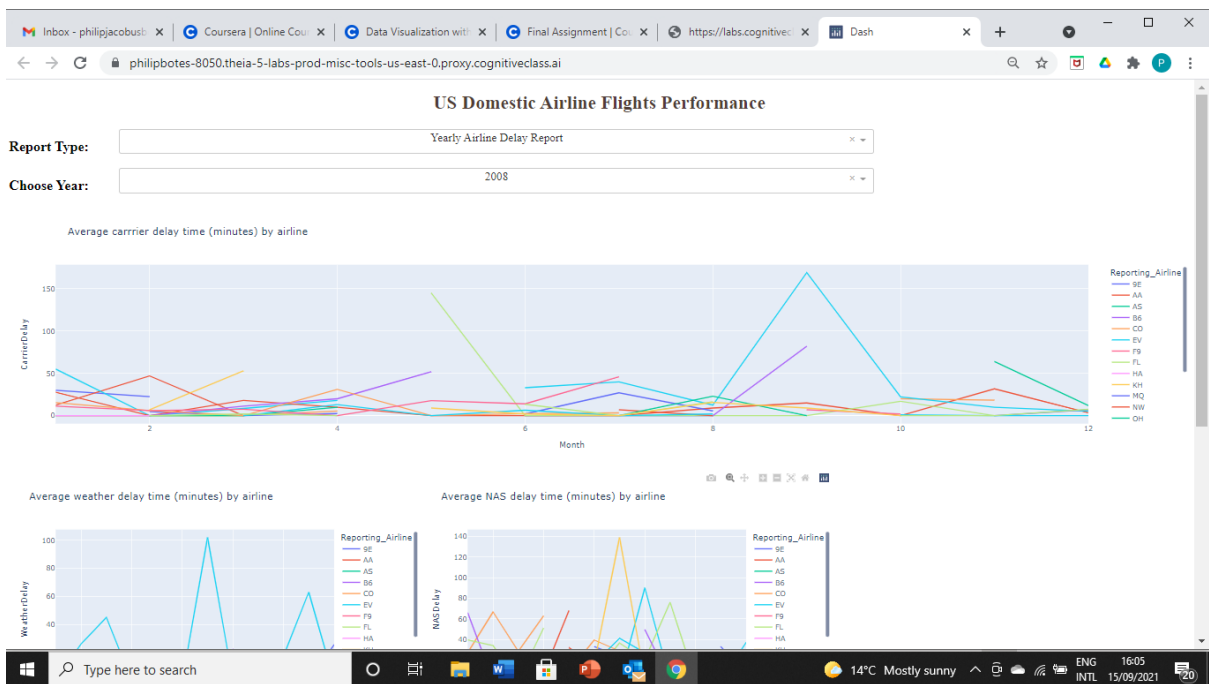 Inbox - philipjacobusb
Coursera | Online Cour
Data Visualization with
Final Assignment | Cou
https://labs.cognitivecl
Dash
philipbotes-8050.theia-5-labs-prod-misc-tools-us-east-0.proxy.cognitiveclass.ai
P
US Domestic Airline Flights Performance
Report Type:
Yearly Airline Delay Report
Choose Year:
2008
Average carrrier delay time (minutes) by airline
CarrierDelay
150
100
50
0
2
4
6
8
10
12
Month
Reporting_Airline
9E
AA
AS
B6
CO
EV
F9
FL
HA
KH
MQ
NW
OH
Average weather delay time (minutes) by airline
WeatherDelay
100
80
60
40
Reporting_Airline
9E
AA
AS
B6
CO
EV
F9
FL
HA
Average NAS delay time (minutes) by airline
NASDelay
140
120
100
80
60
40
Reporting_Airline
9E
AA
AS
B6
CO
EV
F9
FL
HA
Type here to search
14°C Mostly sunny
ENG
INTL
16:05
15/09/2021
20